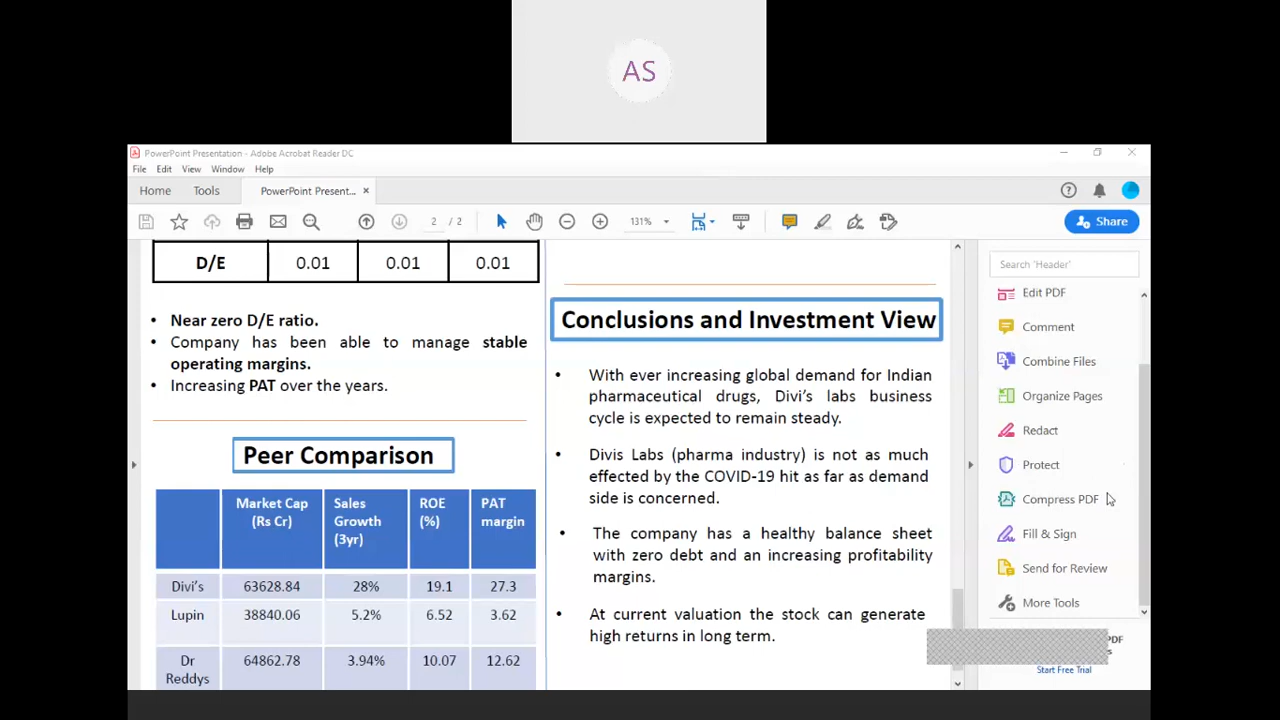 AS
PowerPoint Presentation - Adobe Acrobat Reader DC
File Edit View Window Help
Home Tools PowerPoint Present... ×
2 / 2 131% Share
D/E 0.01 0.01 0.01
• Near zero D/E ratio.
• Company has been able to manage stable
operating margins.
• Increasing PAT over the years.
Peer Comparison
Market Cap (Rs Cr) Sales Growth (3yr) ROE (%) PAT margin
Divi's 63628.84 28% 19.1 27.3
Lupin 38840.06 5.2% 6.52 3.62
Dr Reddys 64862.78 3.94% 10.07 12.62
Conclusions and Investment View
• With ever increasing global demand for Indian
pharmaceutical drugs, Divi's labs business
cycle is expected to remain steady.
• Divis Labs (pharma industry) is not as much
effected by the COVID-19 hit as far as demand
side is concerned.
• The company has a healthy balance sheet
with zero debt and an increasing profitability
margins.
• At current valuation the stock can generate
high returns in long term.
Search 'Header'
Edit PDF
Comment
Combine Files
Organize Pages
Redact
Protect
Compress PDF
Fill & Sign
Send for Review
More Tools
Start Free Trial